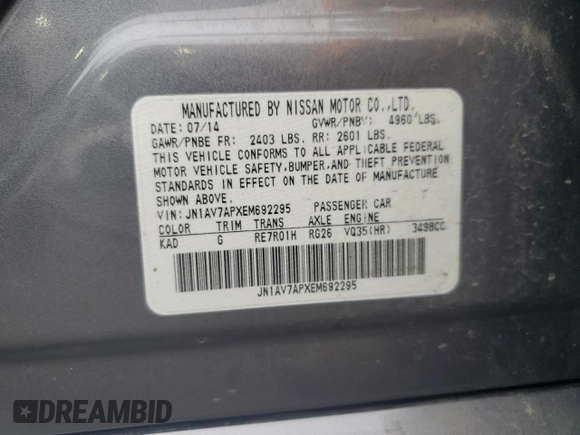 MANUFACTURED BY NISSAN MOTOR CO.,LTD.
DATE: 07/14 GVWR/PNBV: 4960 LBS.
GAWR/PNBE FR: 2403 LBS. RR: 2601 LBS.
THIS VEHICLE CONFORMS TO ALL APPLICABLE FEDERAL
MOTOR VEHICLE SAFETY, BUMPER, AND THEFT PREVENTION
STANDARDS IN EFFECT ON THE DATE OF MANUFACTURE
SHOWN ABOVE.
VIN: JN1AV7APXEM692295 PASSENGER CAR
COLOR TRIM TRANS AXLE ENGINE
KAD G RE7R01H RG26 VQ35(HR) 3498CC
JN1AV7APXEM692295
DREAMBID